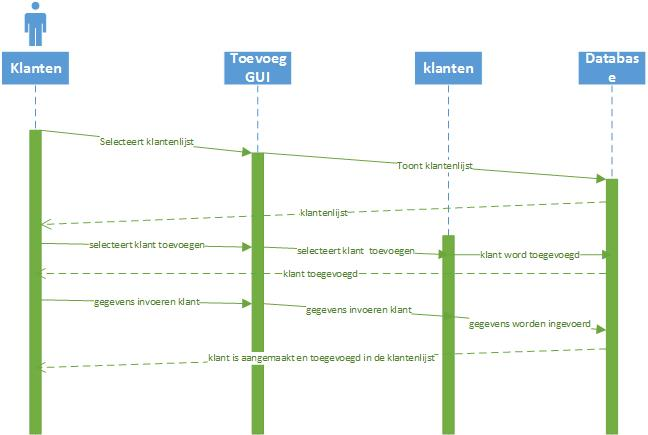 Klanten
Toevoeg
GUI
klanten
Databas
e
Selecteert klantenlijst
Toont klantenlijst
klantenlijst
selecteert klant toevoegen
selecteert klant toevoegen
klant word toegevoegd
klant toegevoegd
gegevens invoeren klant
gegevens invoeren klant
gegevens worden ingevoerd
klant is aangemaakt en toegevoegd in de klantenlijst